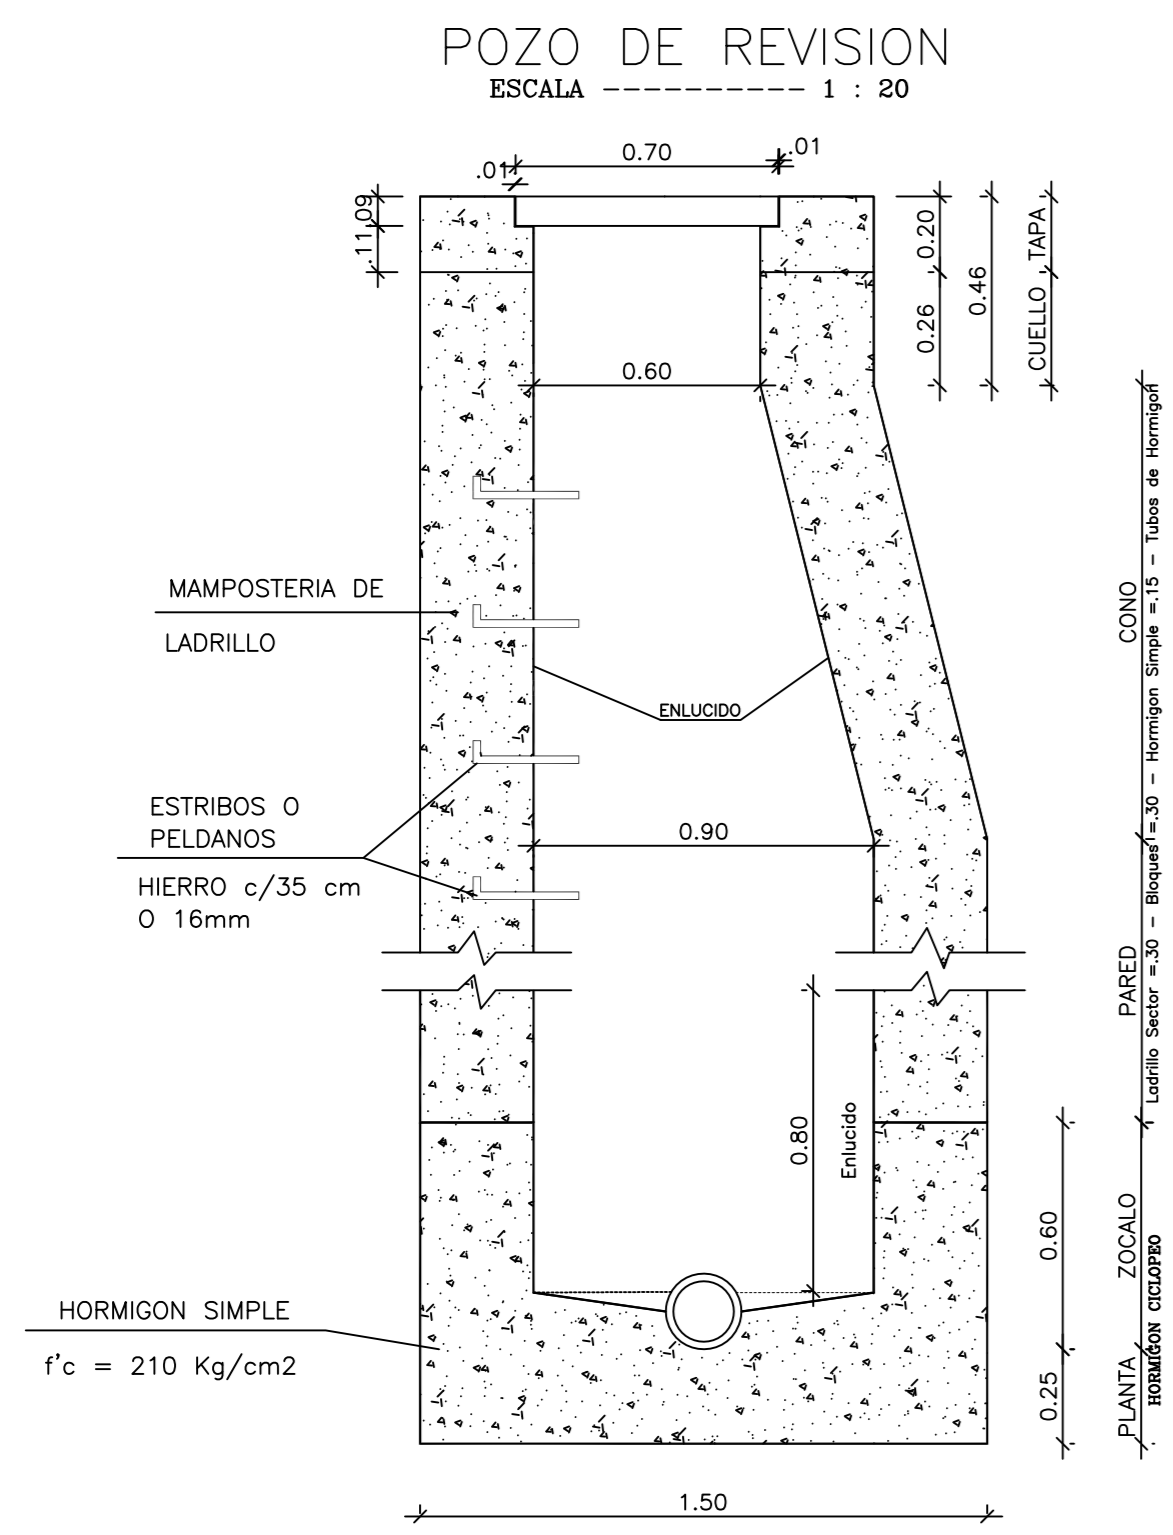 POZO DE REVISION
ESCALA ---------- 1 : 20
0.70
.01
.01
.09
.11
0.20
0.26
0.46
TAPA
CUELLO
0.60
MAMPOSTERIA DE
LADRILLO
ENLUCIDO
CONO
Ladrillo Sector =.30 - Bloques =.30 - Hormigon Simple =.15 - Tubos de Hormigon
ESTRIBOS O
PELDANOS
HIERRO c/35 cm
O 16mm
0.90
PARED
0.80
Enlucido
0.60
ZOCALO
HORMIGON CICLOPEO
HORMIGON SIMPLE
f'c = 210 Kg/cm2
0.25
PLANTA
1.50